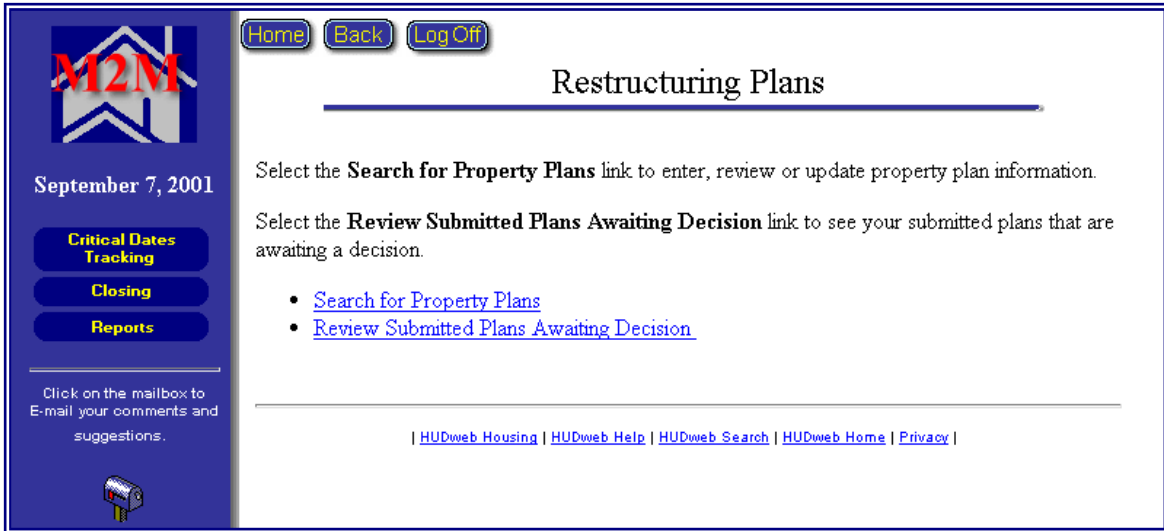 M2M
September 7, 2001
Critical Dates
Tracking
Closing
Reports
Click on the mailbox to
E-mail your comments and
suggestions.
Home Back Log Off
Restructuring Plans
Select the Search for Property Plans link to enter, review or update property plan information.
Select the Review Submitted Plans Awaiting Decision link to see your submitted plans that are
awaiting a decision.
• Search for Property Plans
• Review Submitted Plans Awaiting Decision
| HUDweb Housing | HUDweb Help | HUDweb Search | HUDweb Home | Privacy |